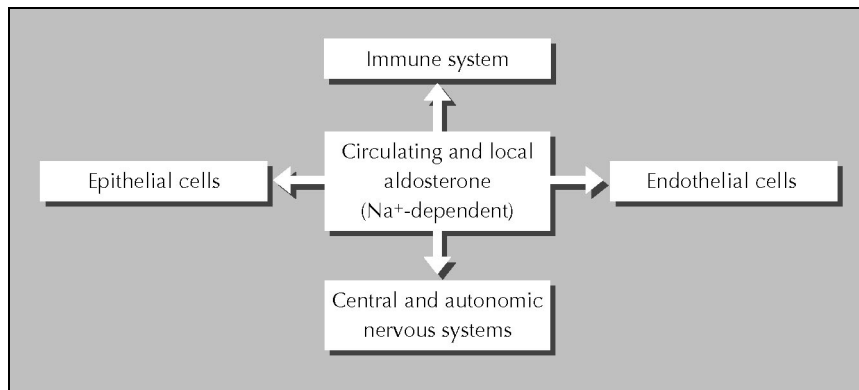 Immune system
Circulating and local
aldosterone
(Na⁺-dependent)
Epithelial cells
Endothelial cells
Central and autonomic
nervous systems